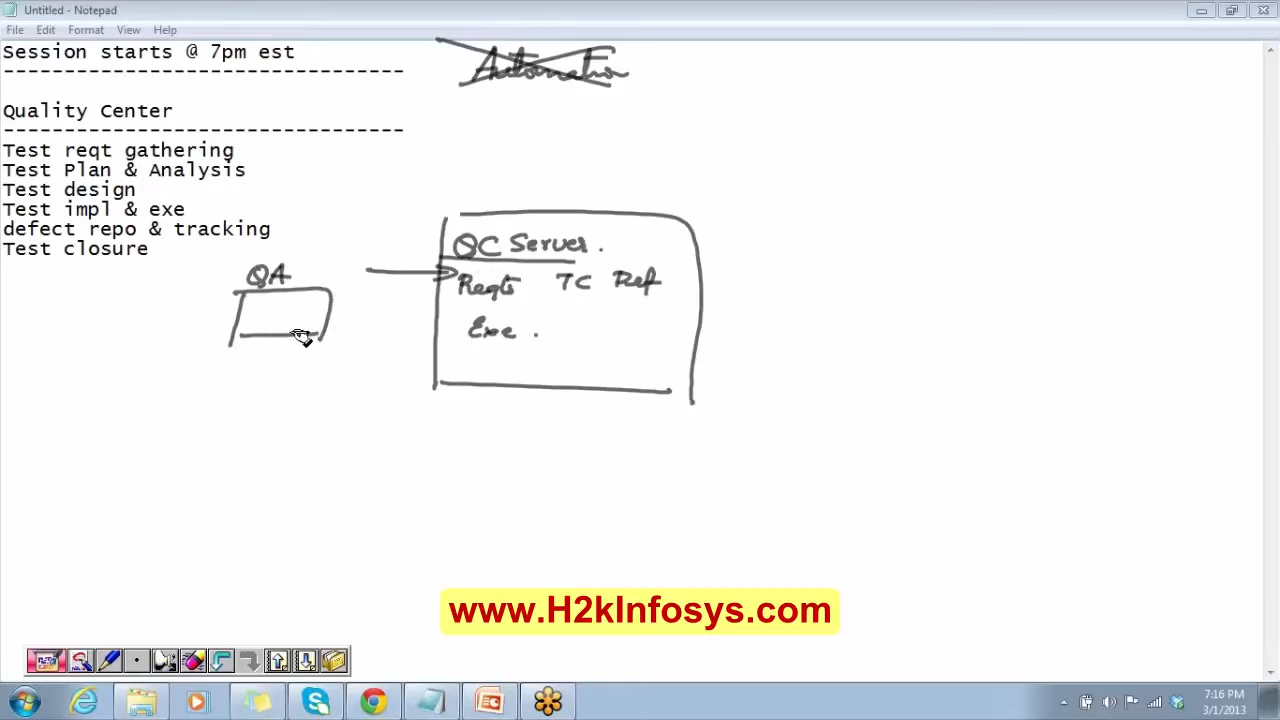 Untitled - Notepad
File Edit Format View Help
Session starts @ 7pm est
---------------------------------
Automation
Quality Center
---------------------------------
Test reqt gathering
Test Plan & Analysis
Test design
Test impl & exe
defect repo & tracking
Test closure
QA
QC Server.
Reqts TC Def
Exe.
www.H2kInfosys.com
7:16 PM
3/1/2013